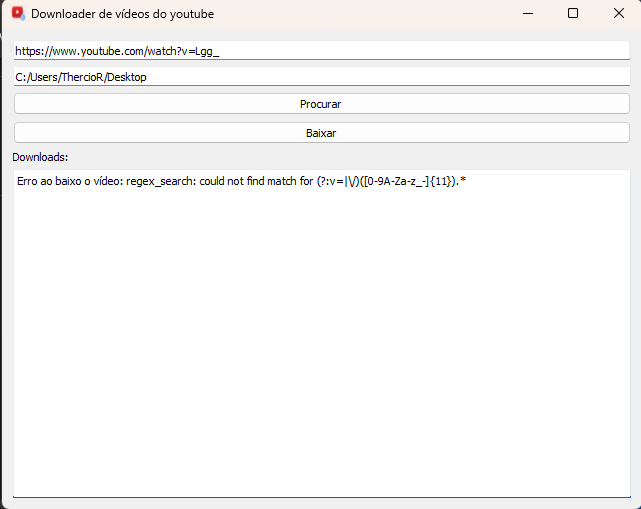 Downloader de vídeos do youtube
https://www.youtube.com/watch?v=Lgg_
C:/Users/ThercioR/Desktop
Procurar
Baixar
Downloads:
Erro ao baixo o vídeo: regex_search: could not find match for (?:v=|\/)([0-9A-Za-z_-]{11}).*